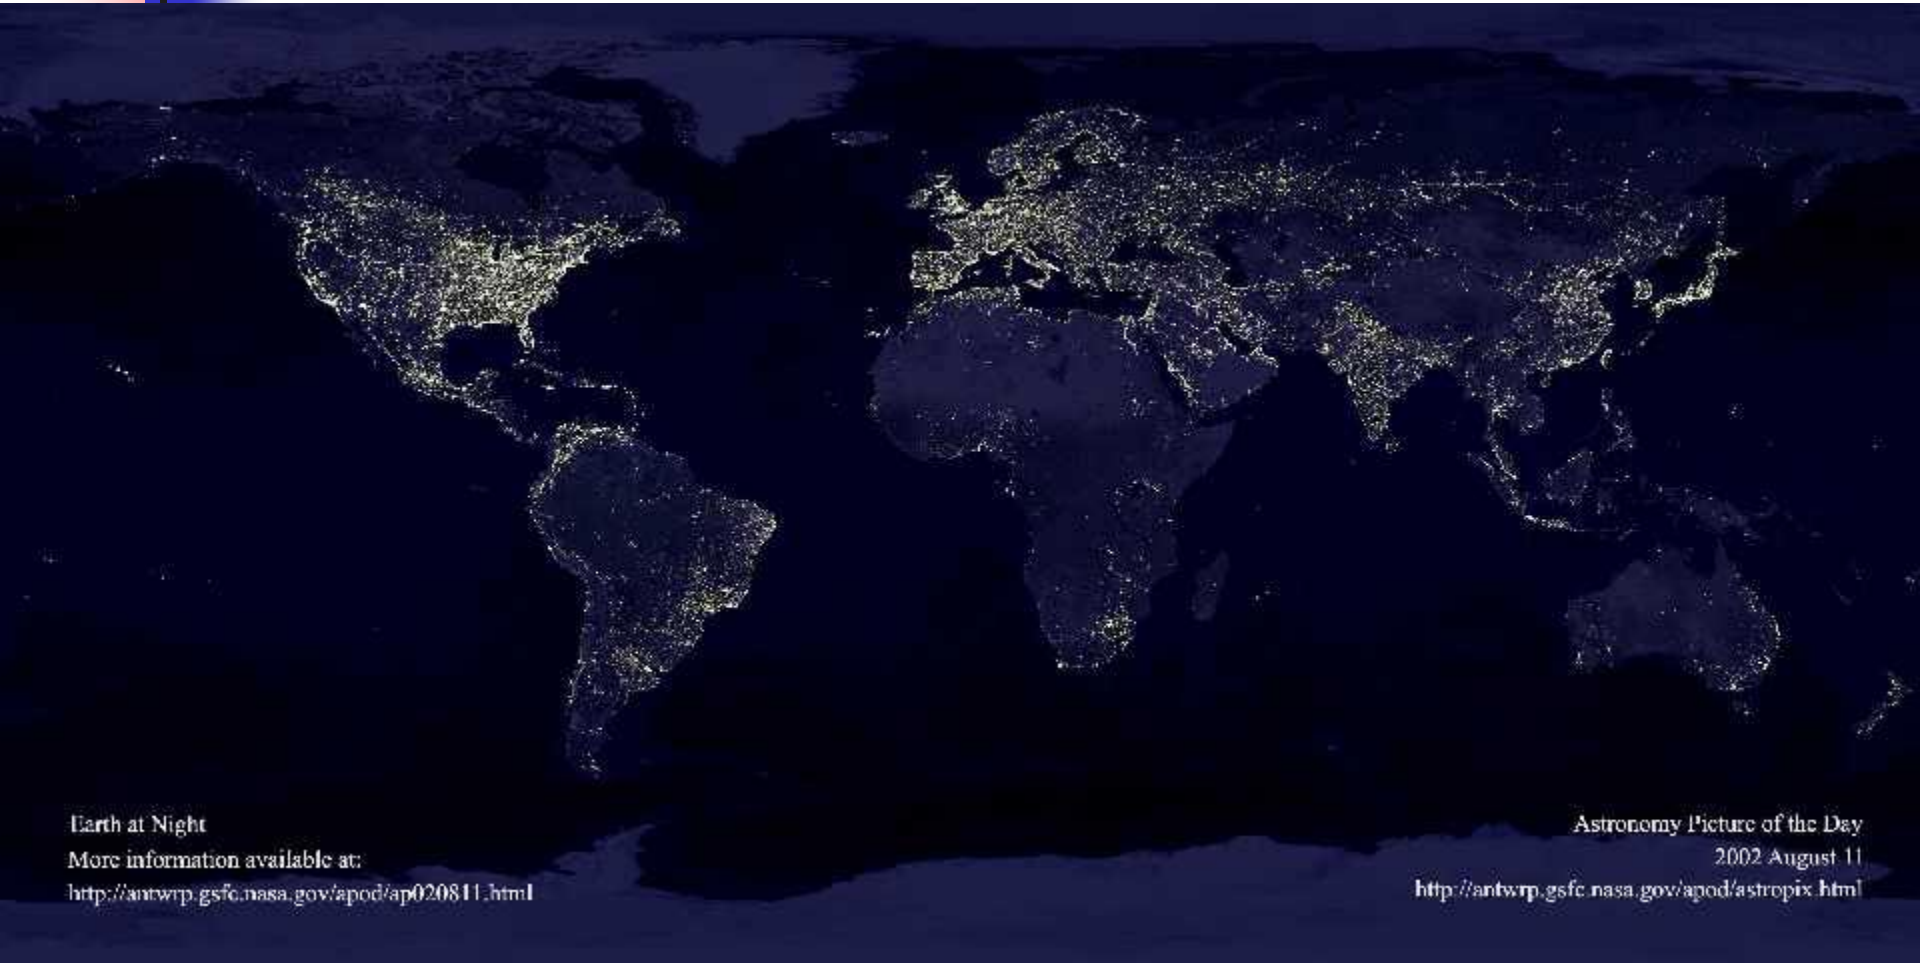 Earth at Night
More information available at:
http://antwrp.gsfc.nasa.gov/apod/ap020811.html
Astronomy Picture of the Day
2002 August 11
http://antwrp.gsfc.nasa.gov/apod/astropix.html